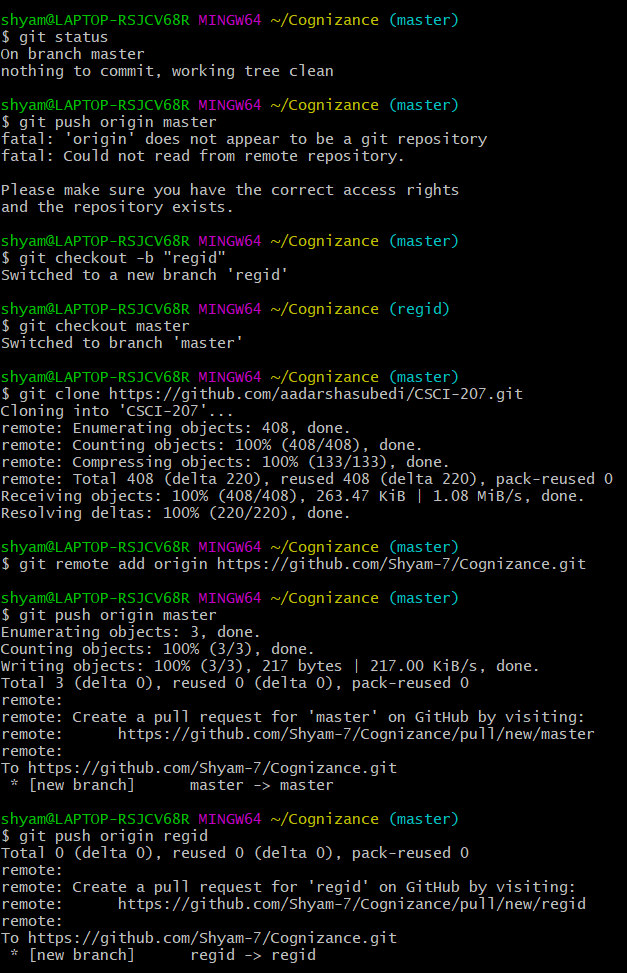 shyam@LAPTOP-RSJCV68R MINGW64 ~/Cognizance (master)
$ git status
On branch master
nothing to commit, working tree clean
shyam@LAPTOP-RSJCV68R MINGW64 ~/Cognizance (master)
$ git push origin master
fatal: 'origin' does not appear to be a git repository
fatal: Could not read from remote repository.
Please make sure you have the correct access rights
and the repository exists.
shyam@LAPTOP-RSJCV68R MINGW64 ~/Cognizance (master)
$ git checkout -b "regid"
Switched to a new branch 'regid'
shyam@LAPTOP-RSJCV68R MINGW64 ~/Cognizance (regid)
$ git checkout master
Switched to branch 'master'
shyam@LAPTOP-RSJCV68R MINGW64 ~/Cognizance (master)
$ git clone https://github.com/aadarshasubedi/CSCI-207.git
Cloning into 'CSCI-207'...
remote: Enumerating objects: 408, done.
remote: Counting objects: 100% (408/408), done.
remote: Compressing objects: 100% (133/133), done.
remote: Total 408 (delta 220), reused 408 (delta 220), pack-reused 0
Receiving objects: 100% (408/408), 263.47 KiB | 1.08 MiB/s, done.
Resolving deltas: 100% (220/220), done.
shyam@LAPTOP-RSJCV68R MINGW64 ~/Cognizance (master)
$ git remote add origin https://github.com/Shyam-7/Cognizance.git
shyam@LAPTOP-RSJCV68R MINGW64 ~/Cognizance (master)
$ git push origin master
Enumerating objects: 3, done.
Counting objects: 100% (3/3), done.
Writing objects: 100% (3/3), 217 bytes | 217.00 KiB/s, done.
Total 3 (delta 0), reused 0 (delta 0), pack-reused 0
remote:
remote: Create a pull request for 'master' on GitHub by visiting:
remote:      https://github.com/Shyam-7/Cognizance/pull/new/master
remote:
To https://github.com/Shyam-7/Cognizance.git
 * [new branch]      master -> master
shyam@LAPTOP-RSJCV68R MINGW64 ~/Cognizance (master)
$ git push origin regid
Total 0 (delta 0), reused 0 (delta 0), pack-reused 0
remote:
remote: Create a pull request for 'regid' on GitHub by visiting:
remote:      https://github.com/Shyam-7/Cognizance/pull/new/regid
remote:
To https://github.com/Shyam-7/Cognizance.git
 * [new branch]      regid -> regid